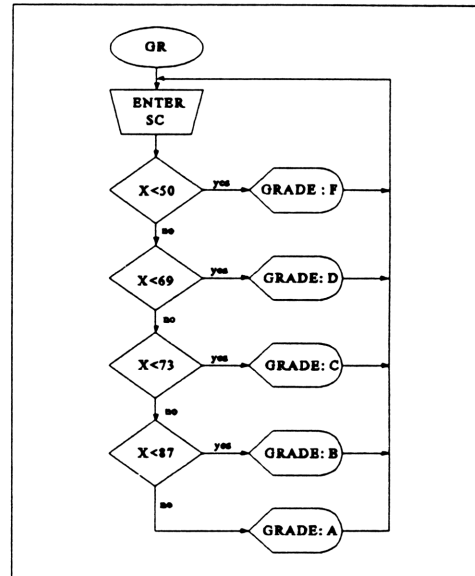 GR
ENTER
SC
X<50
yes
GRADE : F
no
X<69
yes
GRADE: D
no
X<73
yes
GRADE: C
no
X<87
yes
GRADE: B
no
GRADE: A